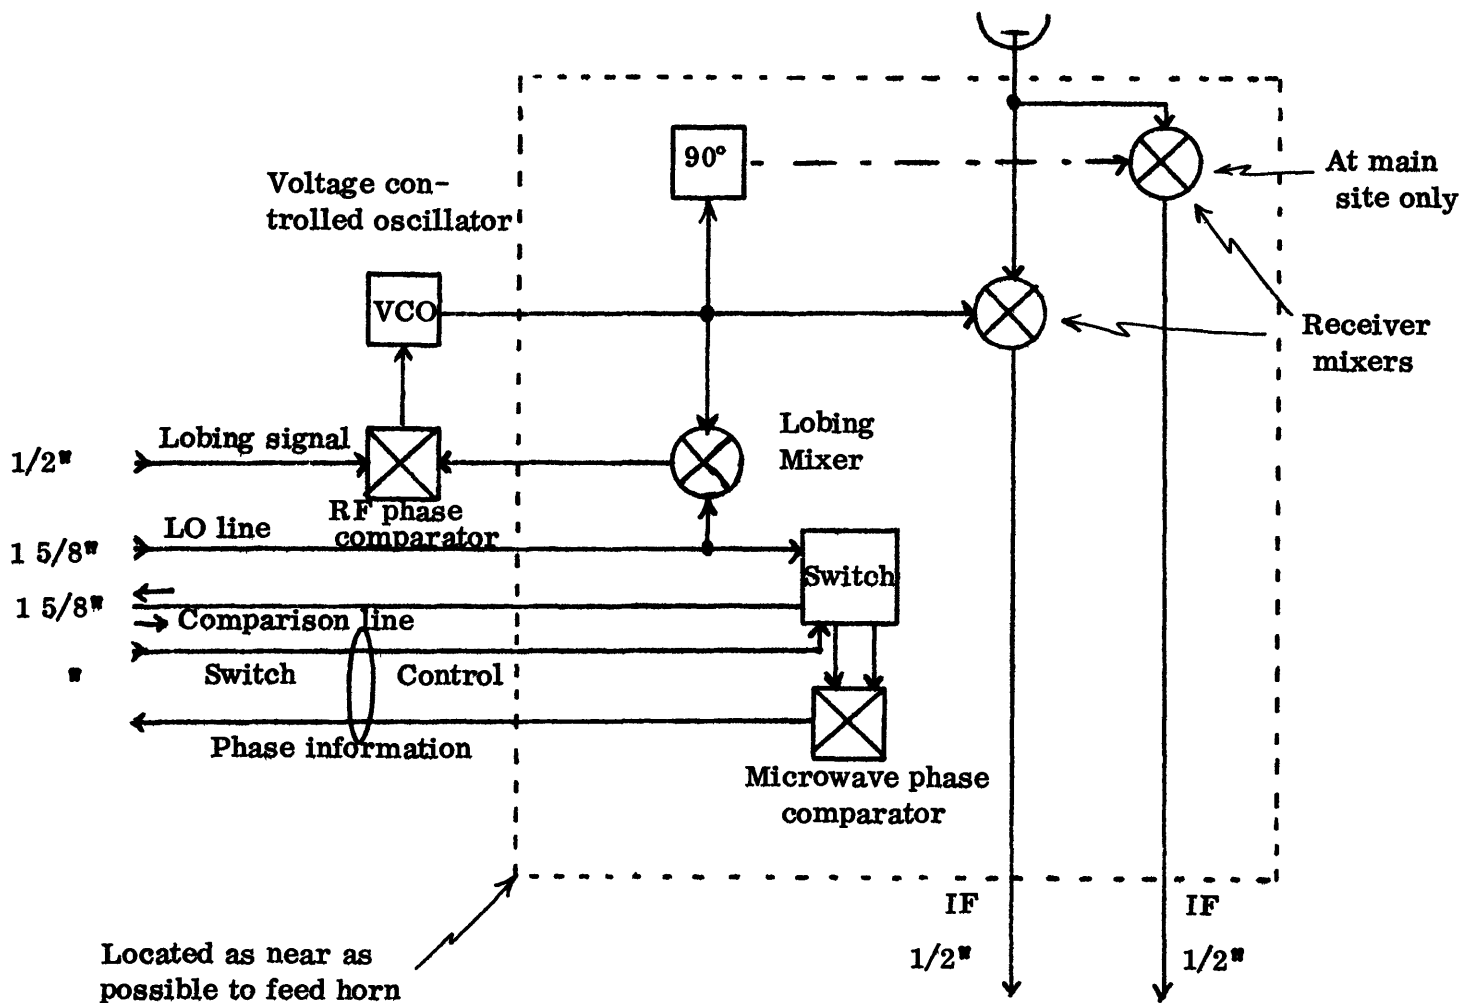 90°
At main
site only
Voltage con-
trolled oscillator
VCO
Receiver
mixers
Lobing
Mixer
Lobing signal
1/2"
RF phase
comparator
LO line
1 5/8"
Switch
1 5/8"
Comparison line
"
Switch Control
Phase information
Microwave phase
comparator
IF
IF
1/2"
1/2"
Located as near as
possible to feed horn